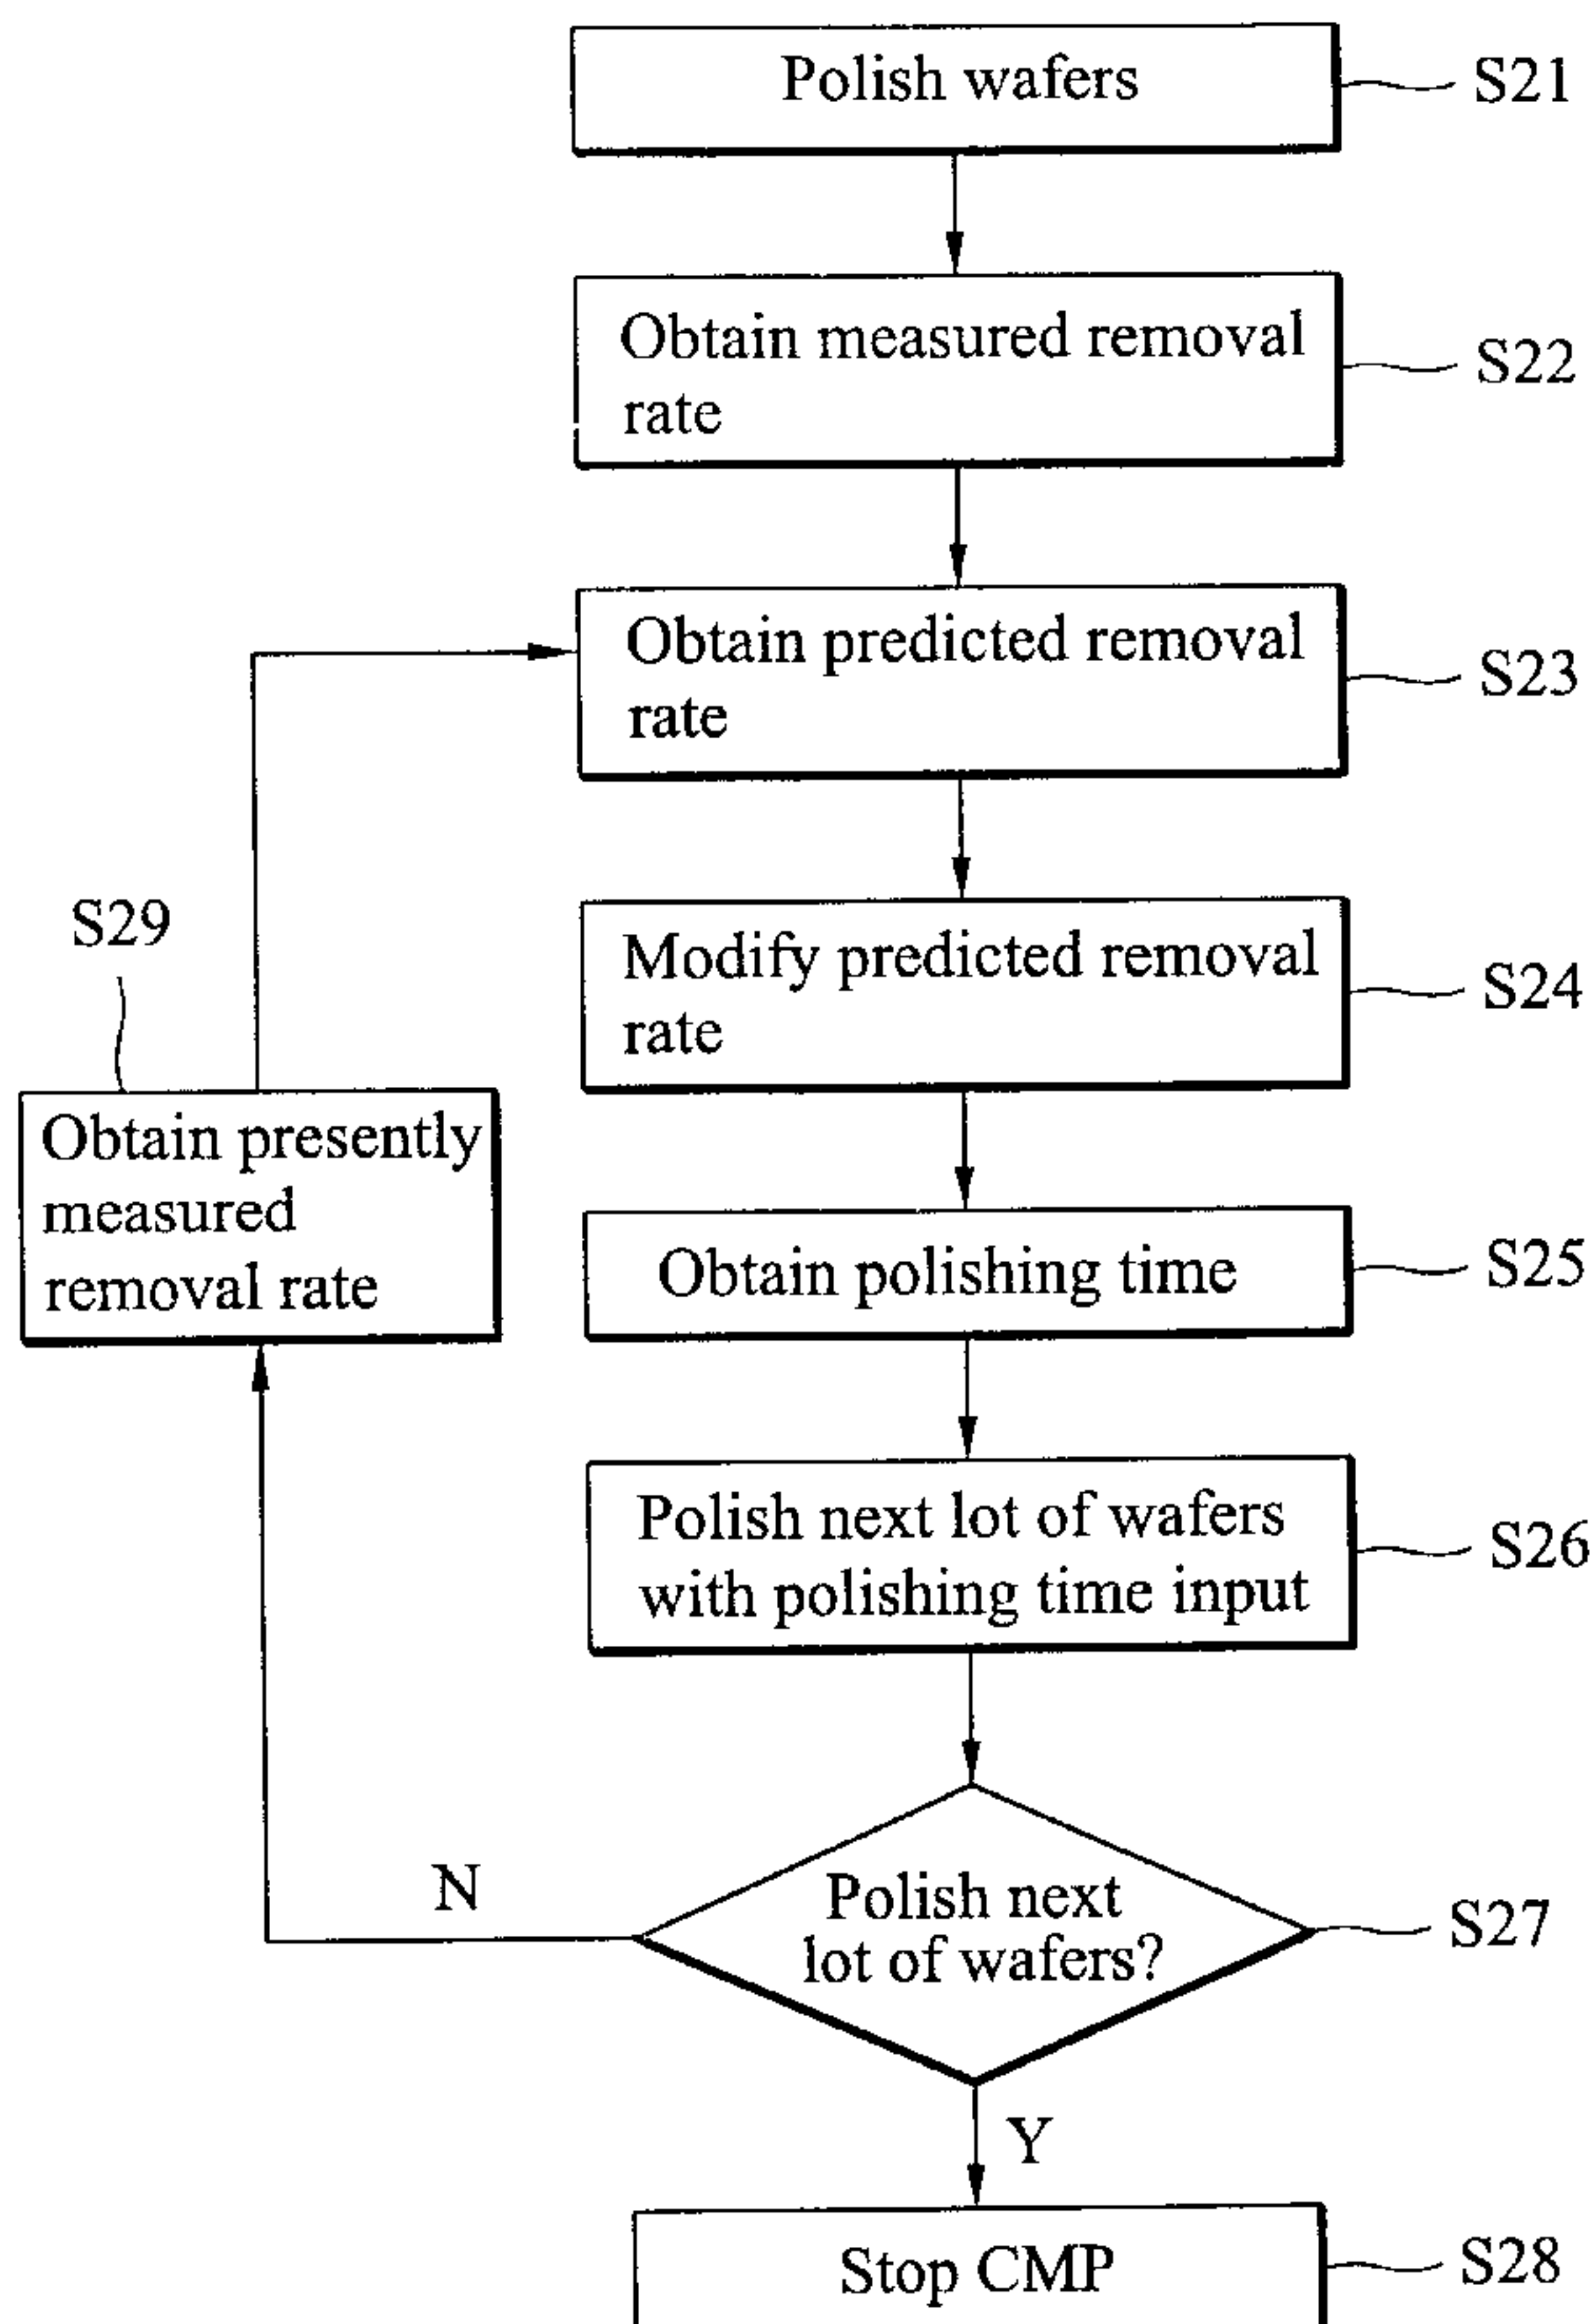 Polish wafers
S21
Obtain measured removal
rate
S22
Obtain predicted removal
rate
S23
Modify predicted removal
rate
S24
S29
Obtain presently
measured
removal rate
Obtain polishing time
S25
Polish next lot of wafers
with polishing time input
S26
N
Polish next
lot of wafers?
S27
Y
Stop CMP
S28